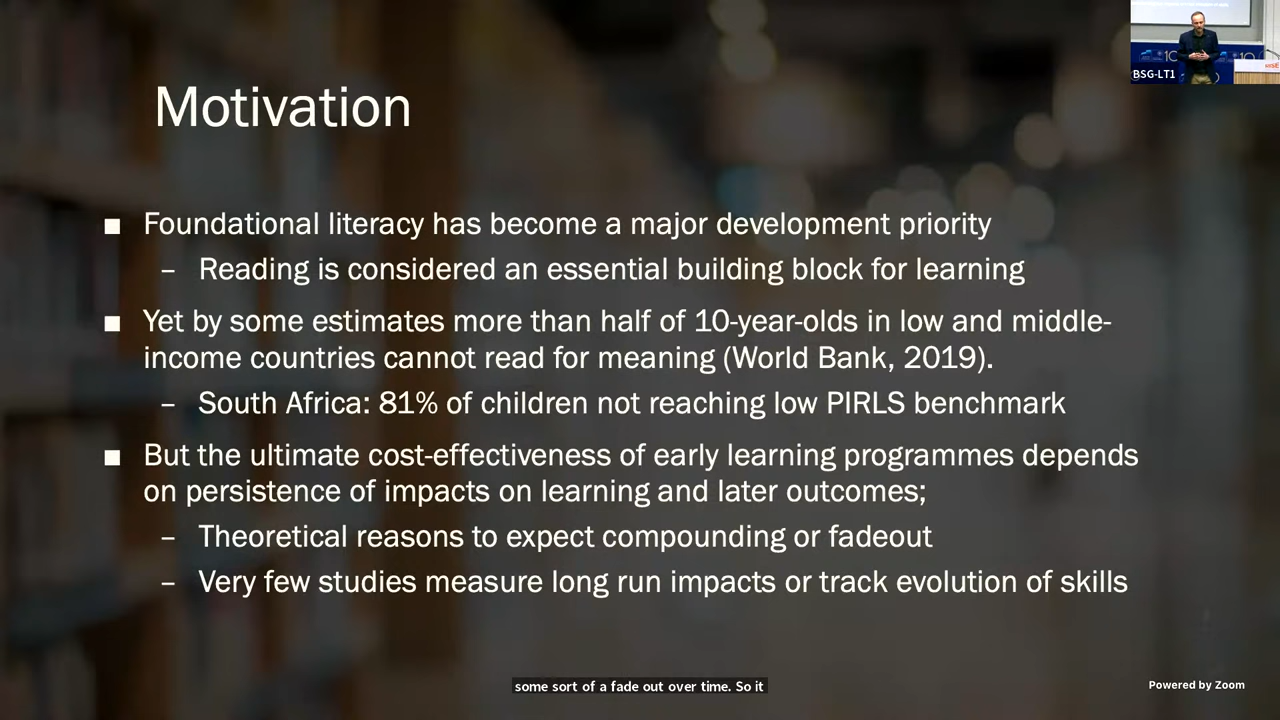 BSG-LT1
Motivation
■ Foundational literacy has become a major development priority
– Reading is considered an essential building block for learning
■ Yet by some estimates more than half of 10-year-olds in low and middle-
income countries cannot read for meaning (World Bank, 2019).
– South Africa: 81% of children not reaching low PIRLS benchmark
■ But the ultimate cost-effectiveness of early learning programmes depends
on persistence of impacts on learning and later outcomes;
– Theoretical reasons to expect compounding or fadeout
– Very few studies measure long run impacts or track evolution of skills
some sort of a fade out over time. So it
Powered by Zoom